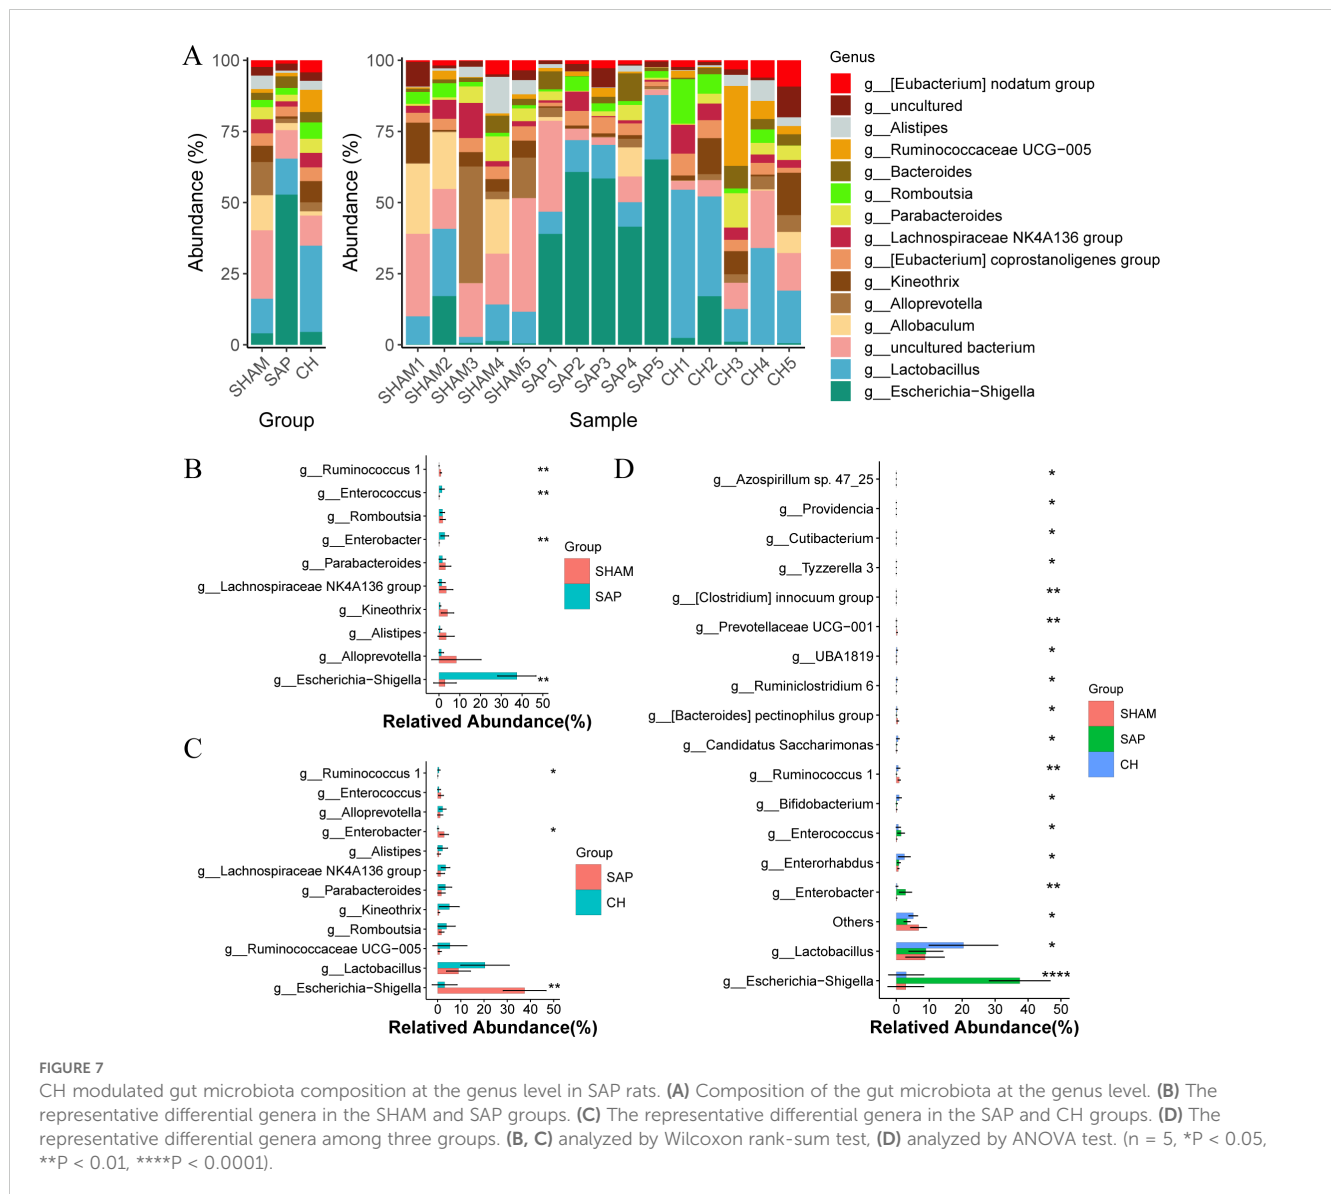 A
Abundance (%)
100
75
50
25
0
SHAM
SAP
CH
Group
Abundance (%)
100
75
50
25
0
SHAM1
SHAM2
SHAM3
SHAM4
SHAM5
SAP1
SAP2
SAP3
SAP4
SAP5
CH1
CH2
CH3
CH4
CH5
Sample
Genus
g__[Eubacterium] nodatum group
g__uncultured
g__Alistipes
g__Ruminococcaceae UCG−005
g__Bacteroides
g__Romboutsia
g__Parabacteroides
g__Lachnospiraceae NK4A136 group
g__[Eubacterium] coprostanoligenes group
g__Kineothrix
g__Alloprevotella
g__Allobaculum
g__uncultured bacterium
g__Lactobacillus
g__Escherichia−Shigella
B
g__Ruminococcus 1 **
g__Enterococcus **
g__Romboutsia
g__Enterobacter **
g__Parabacteroides
g__Lachnospiraceae NK4A136 group
g__Kineothrix
g__Alistipes
g__Alloprevotella
g__Escherichia−Shigella **
0 10 20 30 40 50
Relatived Abundance(%)
Group
SHAM
SAP
C
g__Ruminococcus 1 *
g__Enterococcus
g__Alloprevotella
g__Enterobacter *
g__Alistipes
g__Lachnospiraceae NK4A136 group
g__Parabacteroides
g__Kineothrix
g__Romboutsia
g__Ruminococcaceae UCG−005
g__Lactobacillus
g__Escherichia−Shigella **
0 10 20 30 40 50
Relatived Abundance(%)
Group
SAP
CH
D
g__Azospirillum sp. 47_25 *
g__Providencia *
g__Cutibacterium *
g__Tyzzerella 3 *
g__[Clostridium] innocuum group **
g__Prevotellaceae UCG−001 **
g__UBA1819 *
g__Ruminiclostridium 6 *
g__[Bacteroides] pectinophilus group *
g__Candidatus Saccharimonas *
g__Ruminococcus 1 **
g__Bifidobacterium *
g__Enterococcus *
g__Enterorhabdus *
g__Enterobacter **
Others *
g__Lactobacillus *
g__Escherichia−Shigella ****
0 10 20 30 40 50
Relatived Abundance(%)
Group
SHAM
SAP
CH
FIGURE 7
CH modulated gut microbiota composition at the genus level in SAP rats. (A) Composition of the gut microbiota at the genus level. (B) The
representative differential genera in the SHAM and SAP groups. (C) The representative differential genera in the SAP and CH groups. (D) The
representative differential genera among three groups. (B, C) analyzed by Wilcoxon rank-sum test, (D) analyzed by ANOVA test. (n = 5, *P < 0.05,
**P < 0.01, ****P < 0.0001).